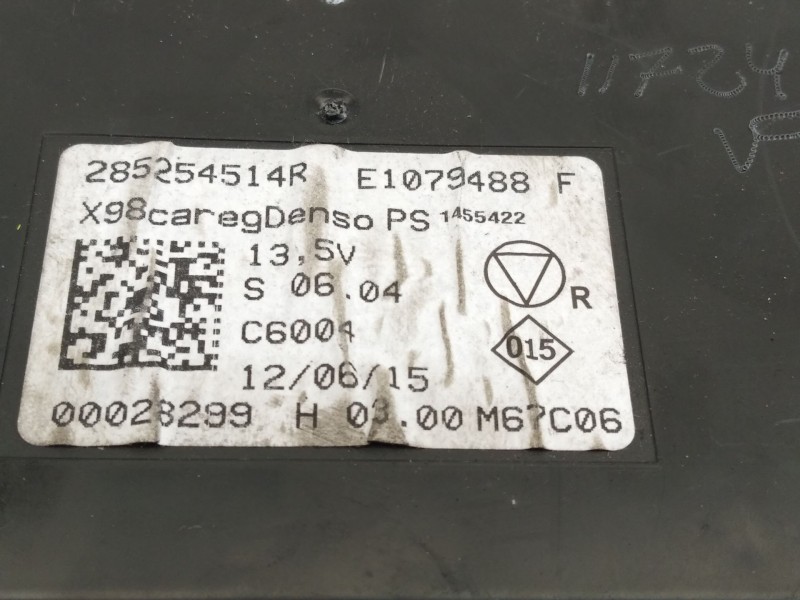 11724
285254514R E1079488 F
X98caregDenso PS 1455422
13,5V
S 06.04
R
C6004
015
12/06/15
00028299 H 03.00 M67C06